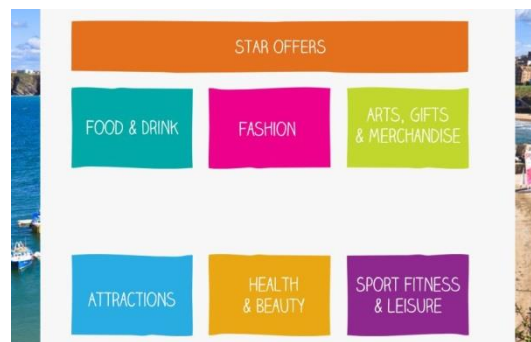 STAR OFFERS
FOOD & DRINK
FASHION
ARTS, GIFTS
& MERCHANDISE
ATTRACTIONS
HEALTH
& BEAUTY
SPORT FITNESS
& LEISURE